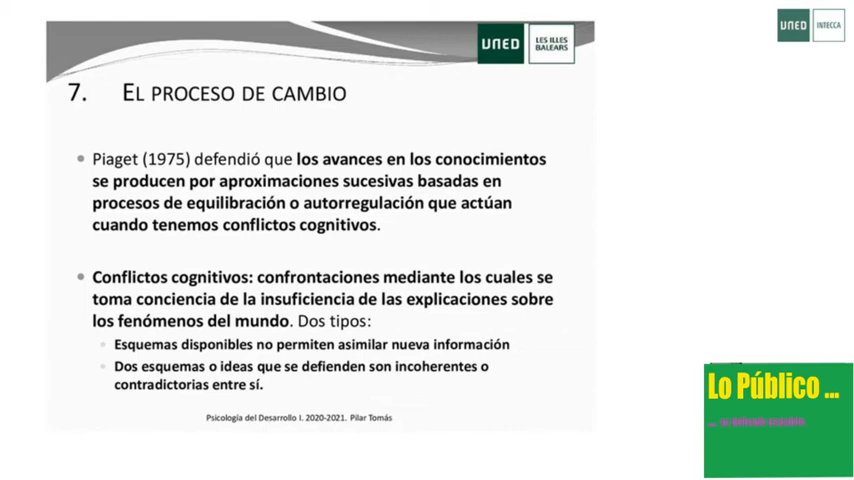 UNED
LES ILLES
BALEARS
UNED
INTECCA
7. EL PROCESO DE CAMBIO
Piaget (1975) defendió que los avances en los conocimientos
se producen por aproximaciones sucesivas basadas en
procesos de equilibración o autorregulación que actúan
cuando tenemos conflictos cognitivos.
Conflictos cognitivos: confrontaciones mediante los cuales se
toma conciencia de la insuficiencia de las explicaciones sobre
los fenómenos del mundo. Dos tipos:
Esquemas disponibles no permiten asimilar nueva información
Dos esquemas o ideas que se defienden son incoherentes o
contradictorias entre sí.
Psicología del Desarrollo I. 2020-2021. Pilar Tomás
Lo Público ...